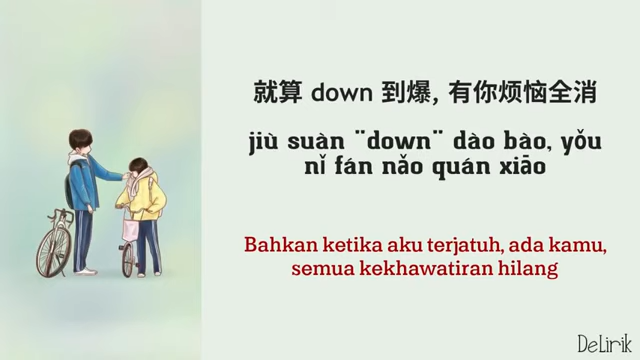 就算 down 到爆, 有你烦恼全消
jiù suàn "down" dào bào, yǒu
nǐ fán nǎo quán xiāo
Bahkan ketika aku terjatuh, ada kamu,
semua kekhawatiran hilang
DeLirik